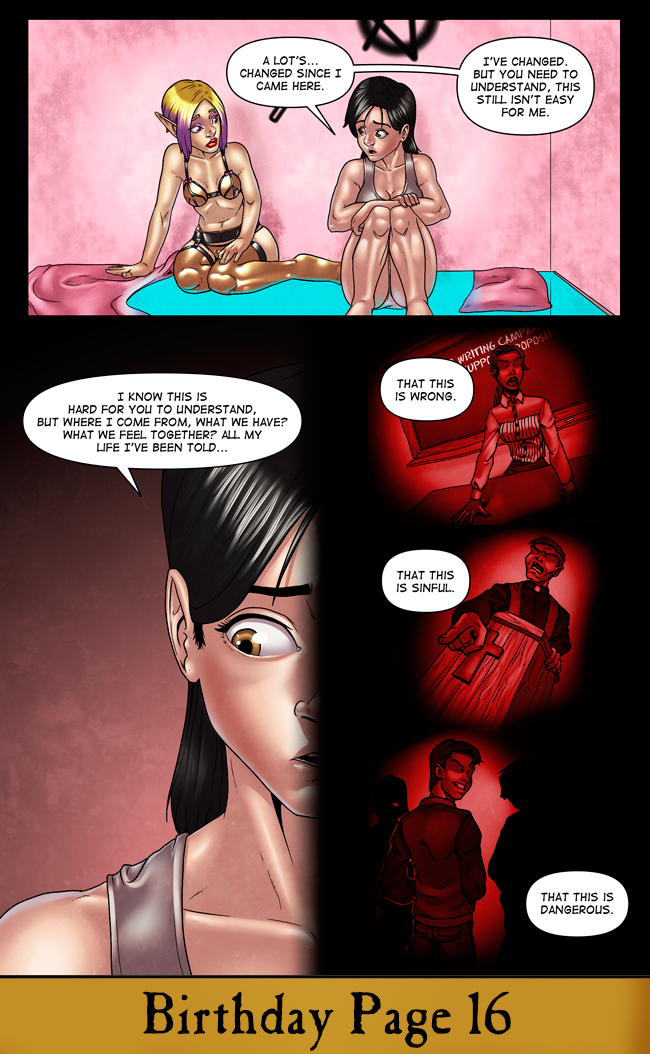 A LOT'S...
CHANGED SINCE I
CAME HERE.
I'VE CHANGED.
BUT YOU NEED TO
UNDERSTAND, THIS
STILL ISN'T EASY
FOR ME.
I KNOW THIS IS
HARD FOR YOU TO UNDERSTAND,
BUT WHERE I COME FROM, WHAT WE HAVE?
WHAT WE FEEL TOGETHER? ALL MY
LIFE I'VE BEEN TOLD...
WRITING CAMPA
THAT THIS
IS WRONG.
THAT THIS
IS SINFUL.
THAT THIS IS
DANGEROUS.
Birthday Page 16